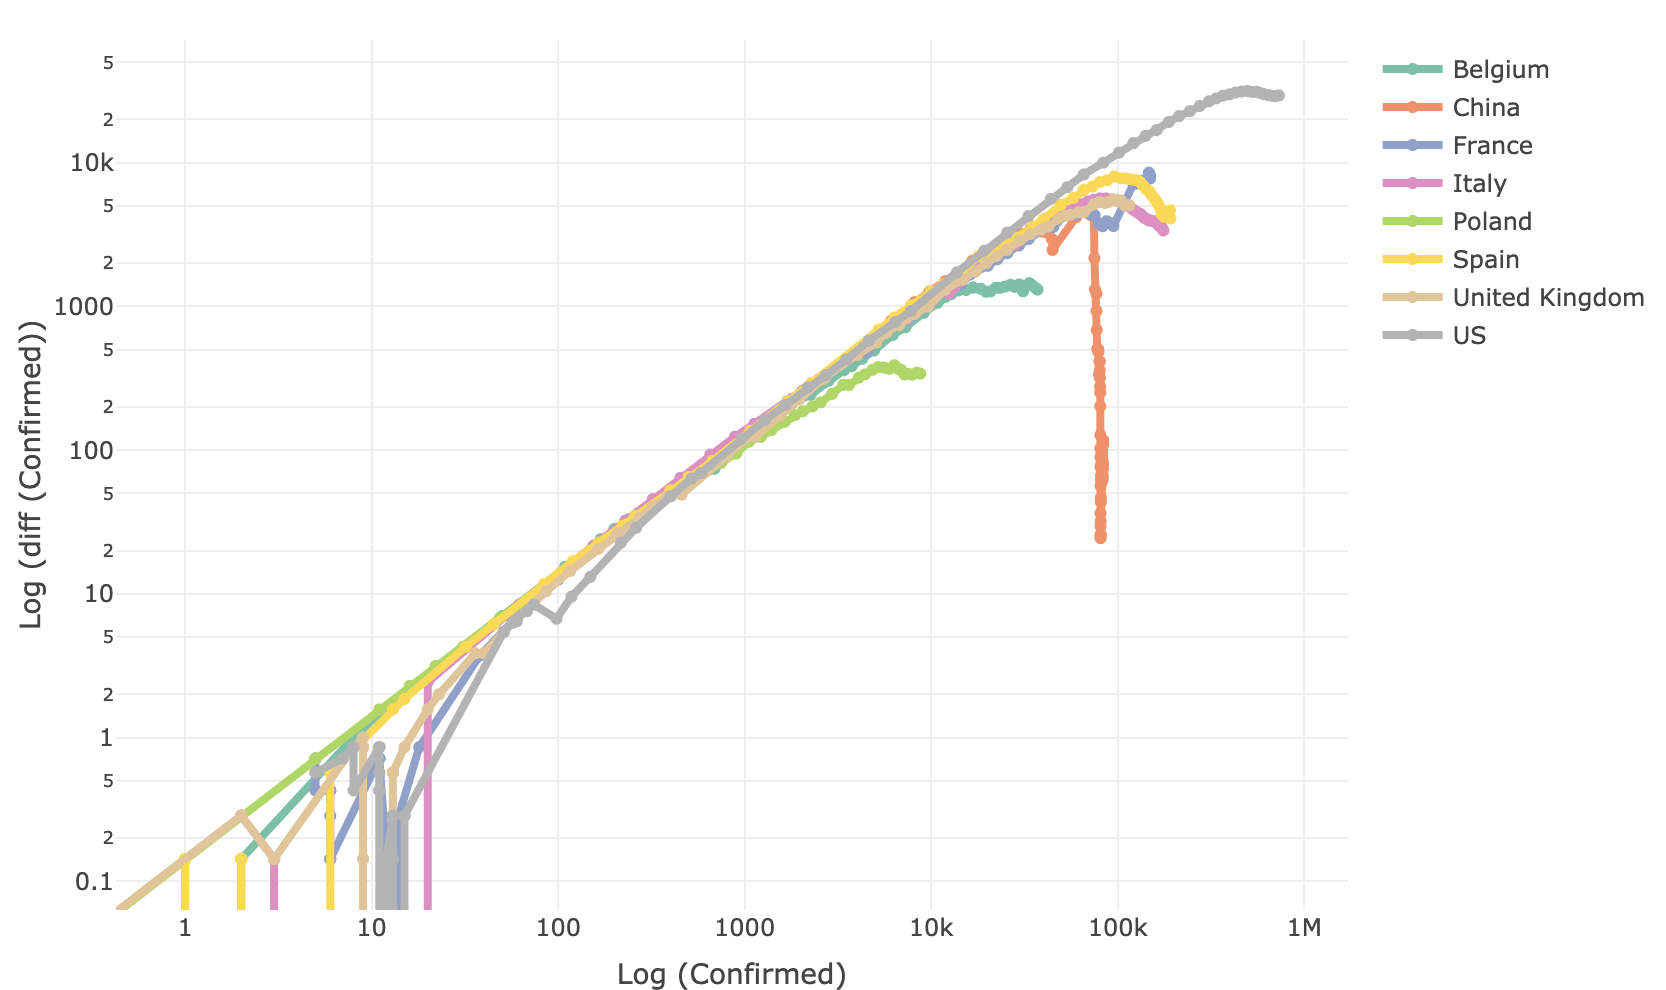 5
2
10k
5
2
1000
5
2
100
5
2
10
5
2
1
5
2
0.1
Log (diff (Confirmed))
1 10 100 1000 10k 100k 1M
Log (Confirmed)
Belgium
China
France
Italy
Poland
Spain
United Kingdom
US